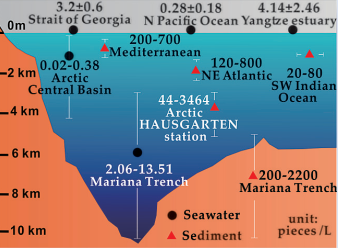 3.2±0.6
Strait of Georgia
0.28±0.18
N Pacific Ocean
4.14±2.46
Yangtze estuary
0m
-2 km
-4 km
-6 km
-8 km
-10 km
200-700
Mediterranean
0.02-0.38
Arctic
Central Basin
120-800
NE Atlantic
20-80
SW Indian
Ocean
44-3464
Arctic
HAUSGARTEN
station
2.06-13.51
Mariana Trench
200-2200
Mariana Trench
Seawater
Sediment
unit:
pieces /L